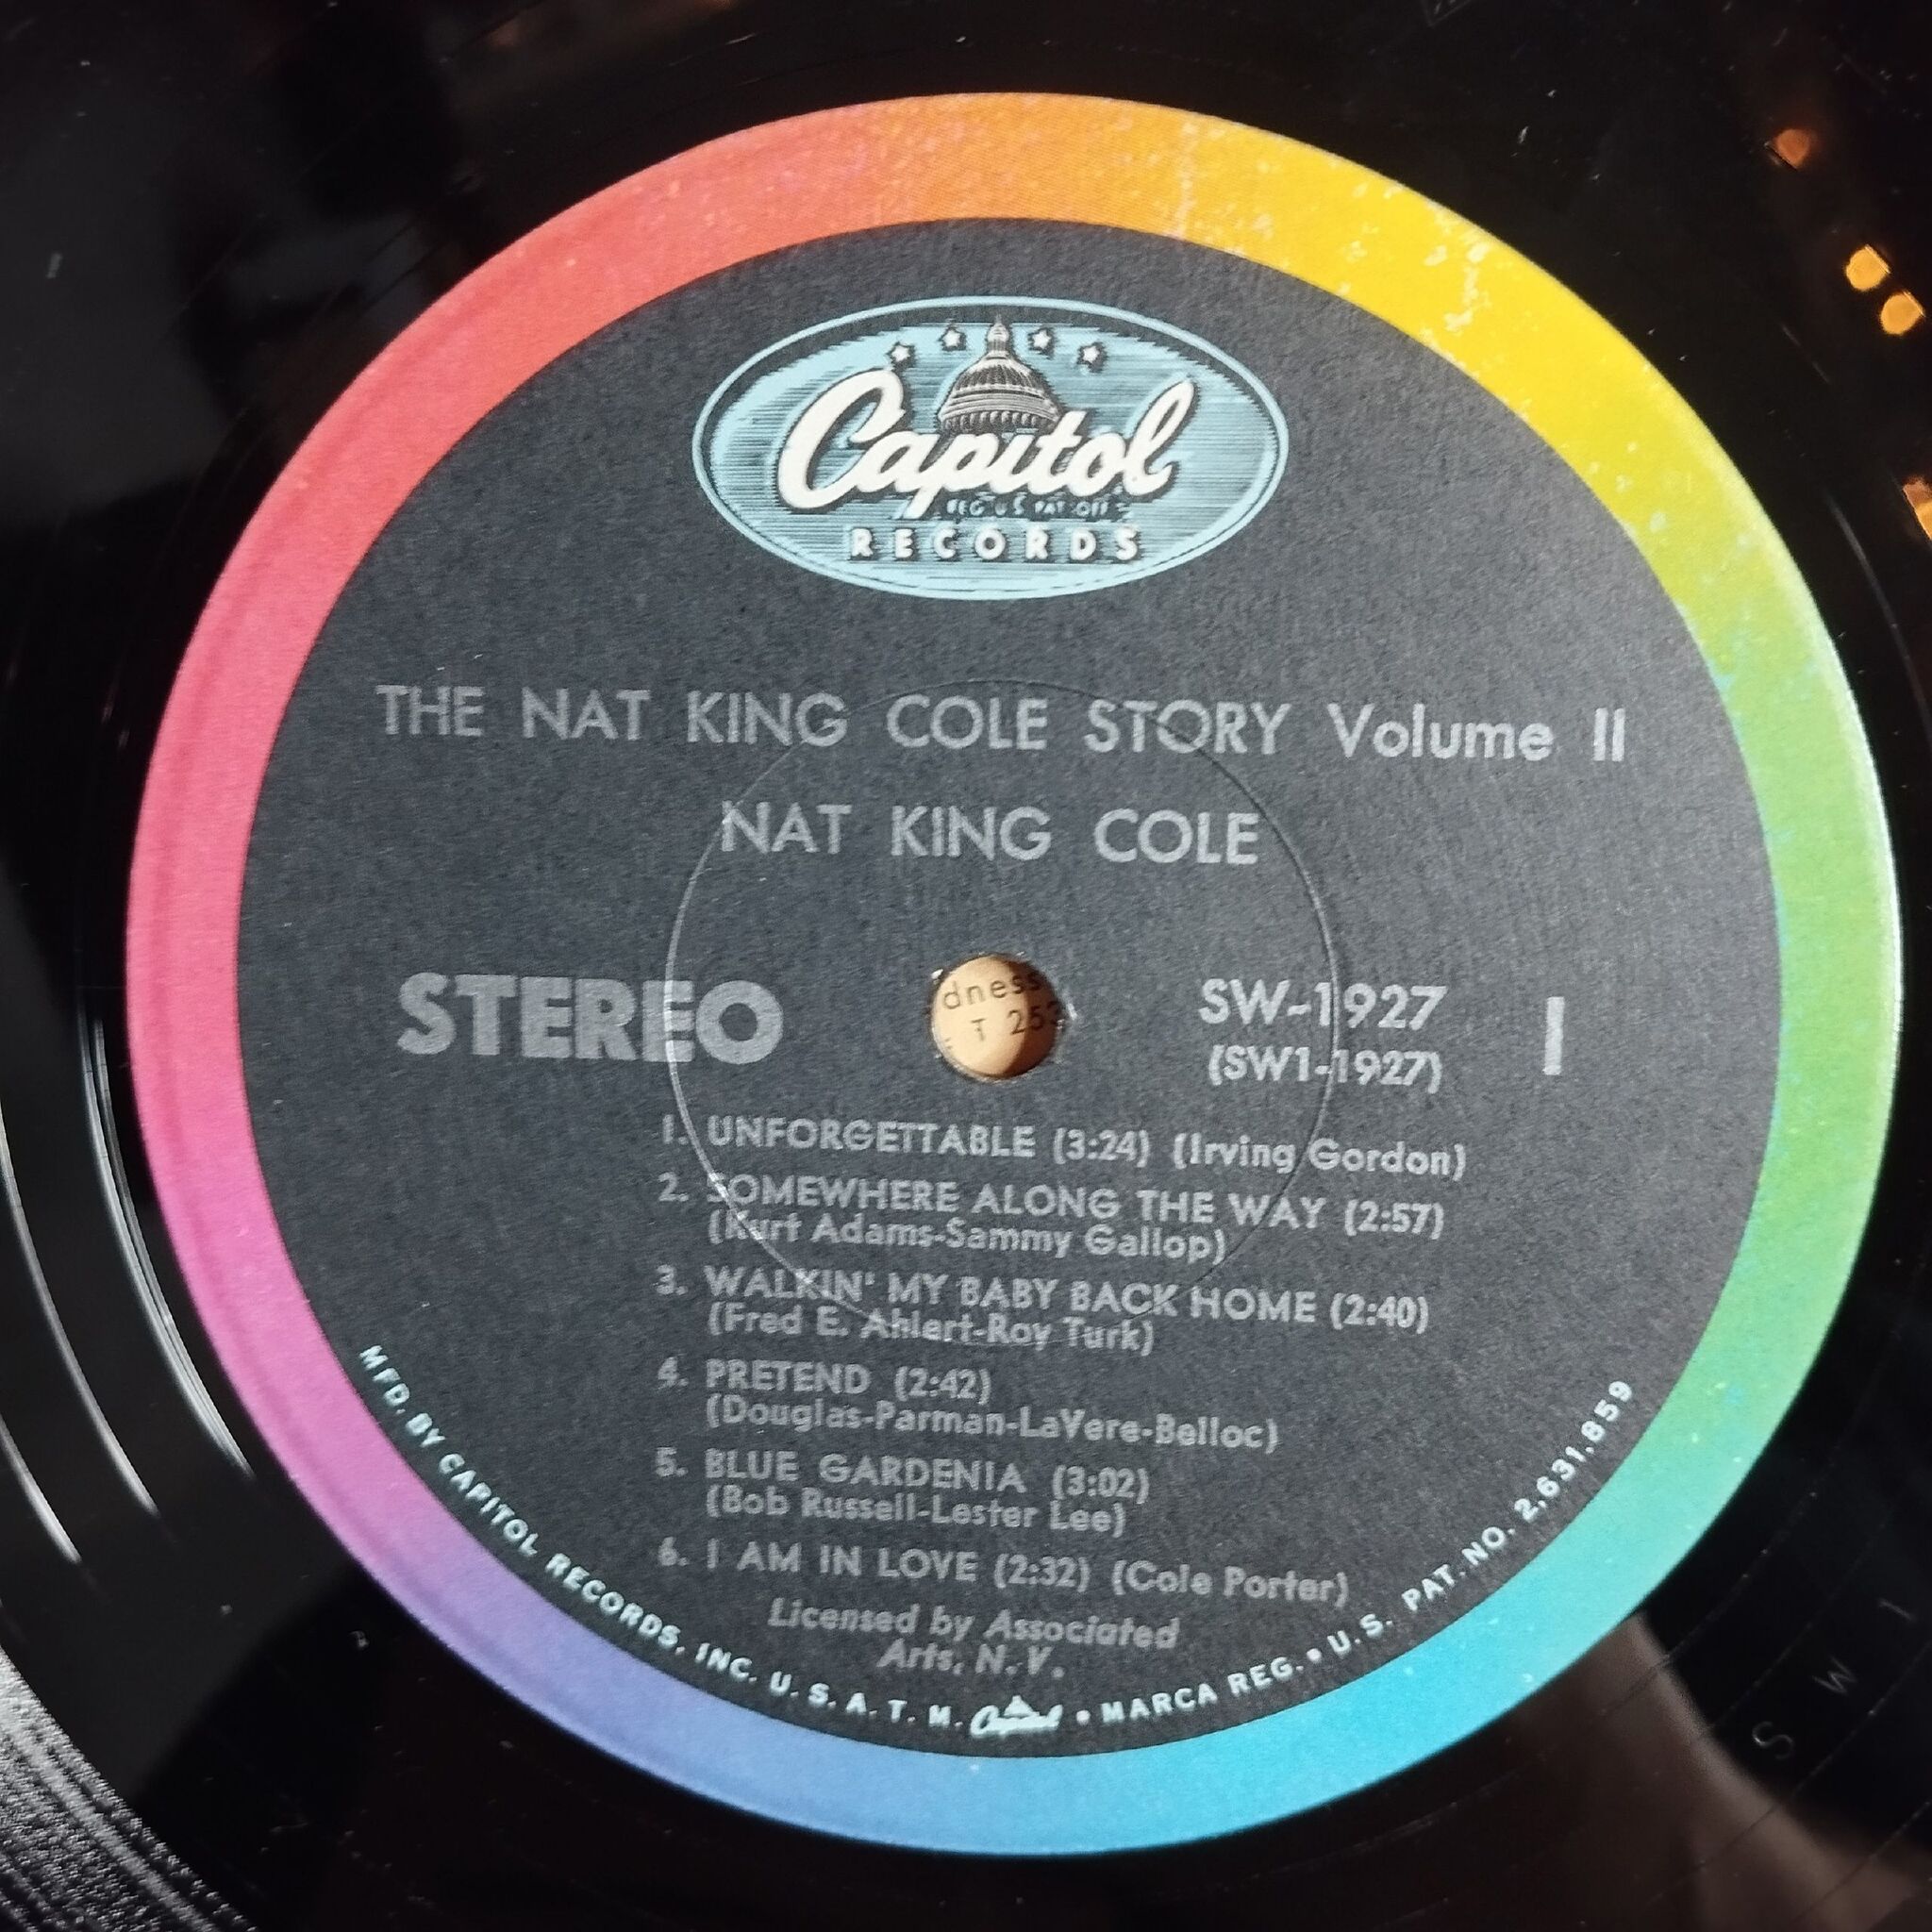 Capitol
REG. U.S. PAT. OFF.
RECORDS
THE NAT KING COLE STORY Volume II
NAT KING COLE
STEREO
SW-1927
(SW1-1927)
1
dness
T 253
1. UNFORGETTABLE (3:24) (Irving Gordon)
2. SOMEWHERE ALONG THE WAY (2:57)
(Kurt Adams-Sammy Gallop)
3. WALKIN' MY BABY BACK HOME (2:40)
(Fred E. Ahlert-Roy Turk)
4. PRETEND (2:42)
(Douglas-Parman-LaVere-Belloc)
5. BLUE GARDENIA (3:02)
(Bob Russell-Lester Lee)
6. I AM IN LOVE (2:32) (Cole Porter)
Licensed by Associated
Arts, N.V.
MFD. BY CAPITOL RECORDS, INC. U.S.A. T.M. Capitol • MARCA REG. • U.S. PAT. NO. 2,631,859
S W 1